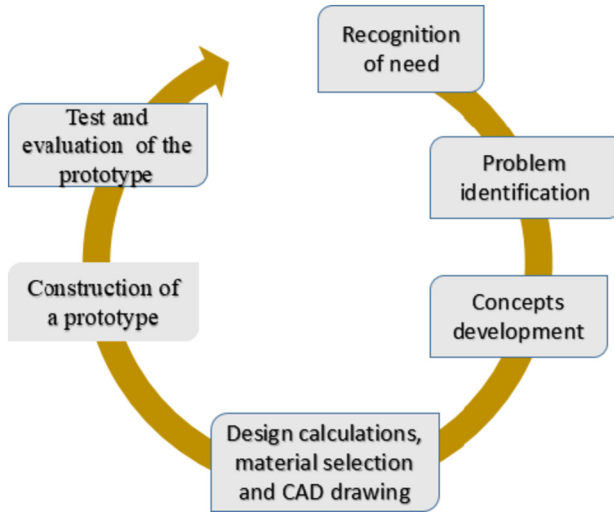 Recognition
of need
Problem
identification
Concepts
development
Design calculations,
material selection
and CAD drawing
Construction of
a prototype
Test and
evaluation of the
prototype